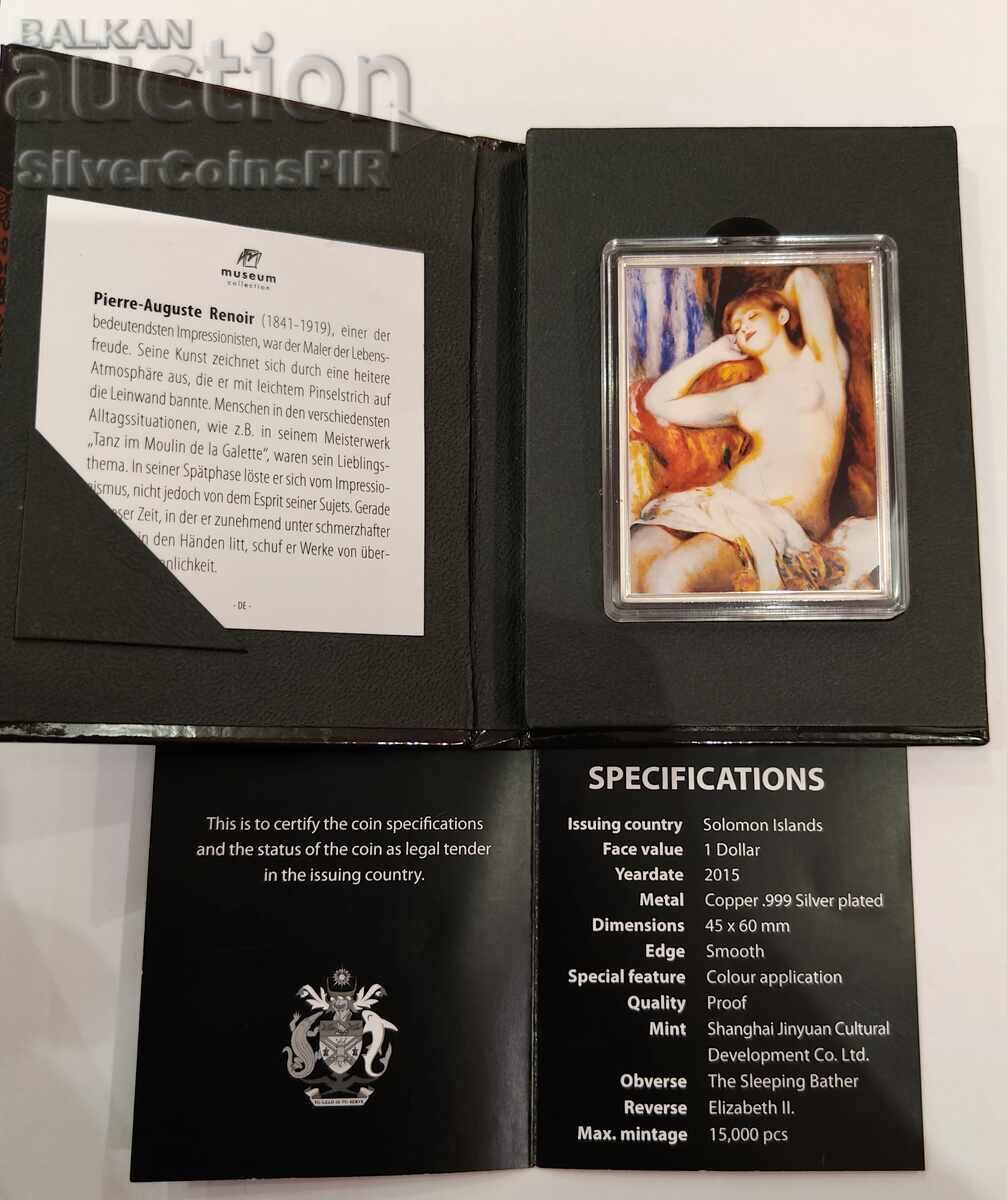 BALKAN
auction
SilverCoinsPIR
museum
collection
Pierre-Auguste Renoir (1841-1919), einer der
bedeutendsten Impressionisten, war der Maler der Lebens-
freude. Seine Kunst zeichnet sich durch eine heitere
Atmosphäre aus, die er mit leichtem Pinselstrich auf
die Leinwand bannte. Menschen in den verschiedensten
Alltagssituationen, wie z.B. in seinem Meisterwerk
„Tanz im Moulin de la Galette“, waren sein Lieblings-
thema. In seiner Spätphase löste er sich vom Impressio-
nismus, nicht jedoch von dem Esprit seiner Sujets. Gerade
Zeit, in der er zunehmend unter schmerzhafter
in den Händen litt, schuf er Werke von über-
- DE -
This is to certify the coin specifications
and the status of the coin as legal tender
in the issuing country.
SPECIFICATIONS
Issuing country Solomon Islands
Face value 1 Dollar
Yeardate 2015
Metal Copper .999 Silver plated
Dimensions 45 x 60 mm
Edge Smooth
Special feature Colour application
Quality Proof
Mint Shanghai Jinyuan Cultural
Development Co. Ltd.
Obverse The Sleeping Bather
Reverse Elizabeth II.
Max. mintage 15,000 pcs